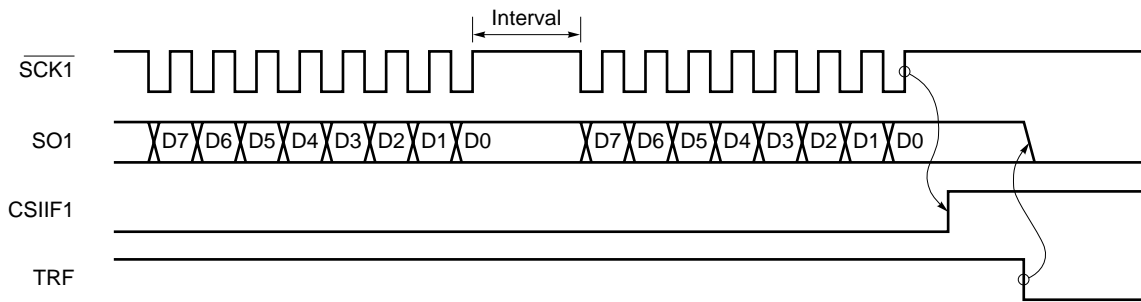 Interval
SCK1
SO1 D7 D6 D5 D4 D3 D2 D1 D0 D7 D6 D5 D4 D3 D2 D1 D0
CSIIF1
TRF